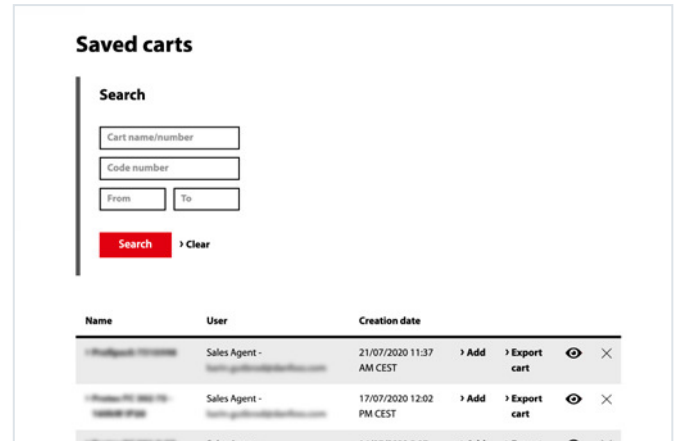 Saved carts
Search
Cart name/number
Code number
From To
Search › Clear
Name User Creation date
Sales Agent - 21/07/2020 11:37 › Add › Export
AM CEST cart
Sales Agent - 17/07/2020 12:02 › Add › Export
PM CEST cart